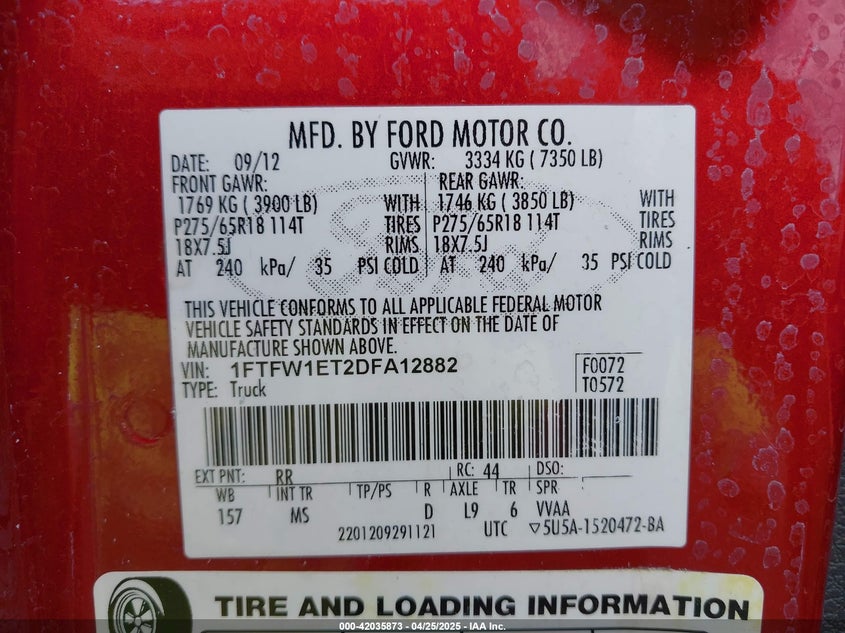 MFD. BY FORD MOTOR CO.
DATE: 09/12 GVWR: 3334 KG ( 7350 LB)
FRONT GAWR: REAR GAWR:
1769 KG ( 3900 LB) WITH 1746 KG ( 3850 LB) WITH
P275/65R18 114T TIRES P275/65R18 114T TIRES
18X7.5J RIMS 18X7.5J RIMS
AT 240 kPa/ 35 PSI COLD AT 240 kPa/ 35 PSI COLD
THIS VEHICLE CONFORMS TO ALL APPLICABLE FEDERAL MOTOR
VEHICLE SAFETY STANDARDS IN EFFECT ON THE DATE OF
MANUFACTURE SHOWN ABOVE.
VIN: 1FTFW1ET2DFA12882 F0072
TYPE: Truck T0572
EXT PNT: RR RC: 44 DSO:
WB INT TR TP/PS R AXLE TR SPR
157 MS D L9 6 VVAA
2201209291121 UTC ▽5U5A-1520472-BA
TIRE AND LOADING INFORMATION
000-42035873 - 04/25/2025 - IAA Inc.